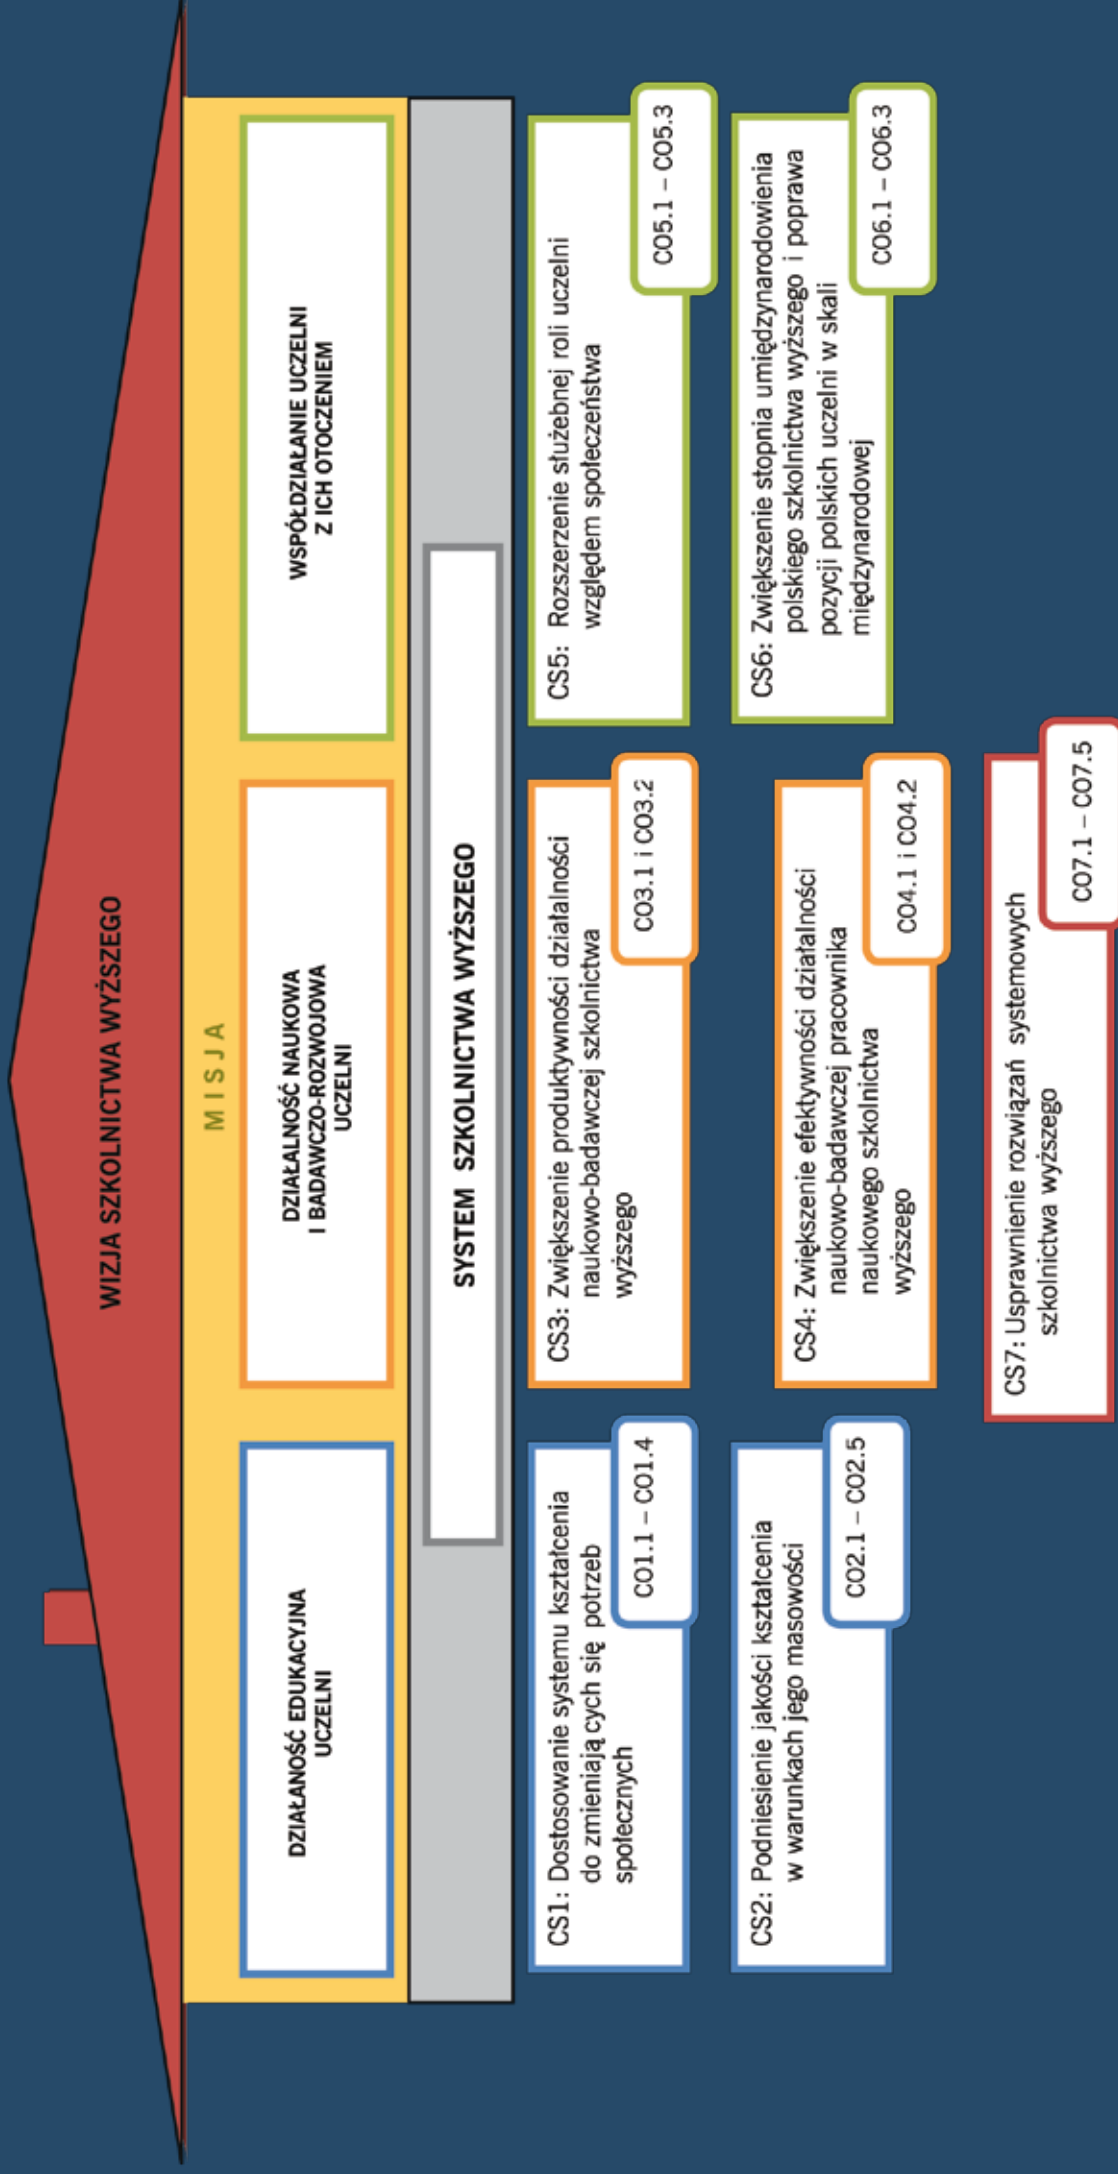 WIZJA SZKOLNICTWA WYŻSZEGO
MISJA
DZIAŁANOŚĆ EDUKACYJNA
UCZELNI
DZIAŁALNOŚĆ NAUKOWA
I BADAWCZO-ROZWOJOWA
UCZELNI
WSPÓŁDZIAŁANIE UCZELNI
Z ICH OTOCZENIEM
SYSTEM SZKOLNICTWA WYŻSZEGO
CS1: Dostosowanie systemu kształcenia
do zmieniających się potrzeb
społecznych
CO1.1 – CO1.4
CS2: Podniesienie jakości kształcenia
w warunkach jego masowości
CO2.1 – CO2.5
CS3: Zwiększenie produktywności działalności
naukowo-badawczej szkolnictwa
wyższego
CO3.1 i CO3.2
CS4: Zwiększenie efektywności działalności
naukowo-badawczej pracownika
naukowego szkolnictwa
wyższego
CO4.1 i CO4.2
CS5: Rozszerzenie służebnej roli uczelni
względem społeczeństwa
CO5.1 – CO5.3
CS6: Zwiększenie stopnia umiędzynarodowienia
polskiego szkolnictwa wyższego i poprawa
pozycji polskich uczelni w skali
międzynarodowej
CO6.1 – CO6.3
CS7: Usprawnienie rozwiązań systemowych
szkolnictwa wyższego
CO7.1 – CO7.5